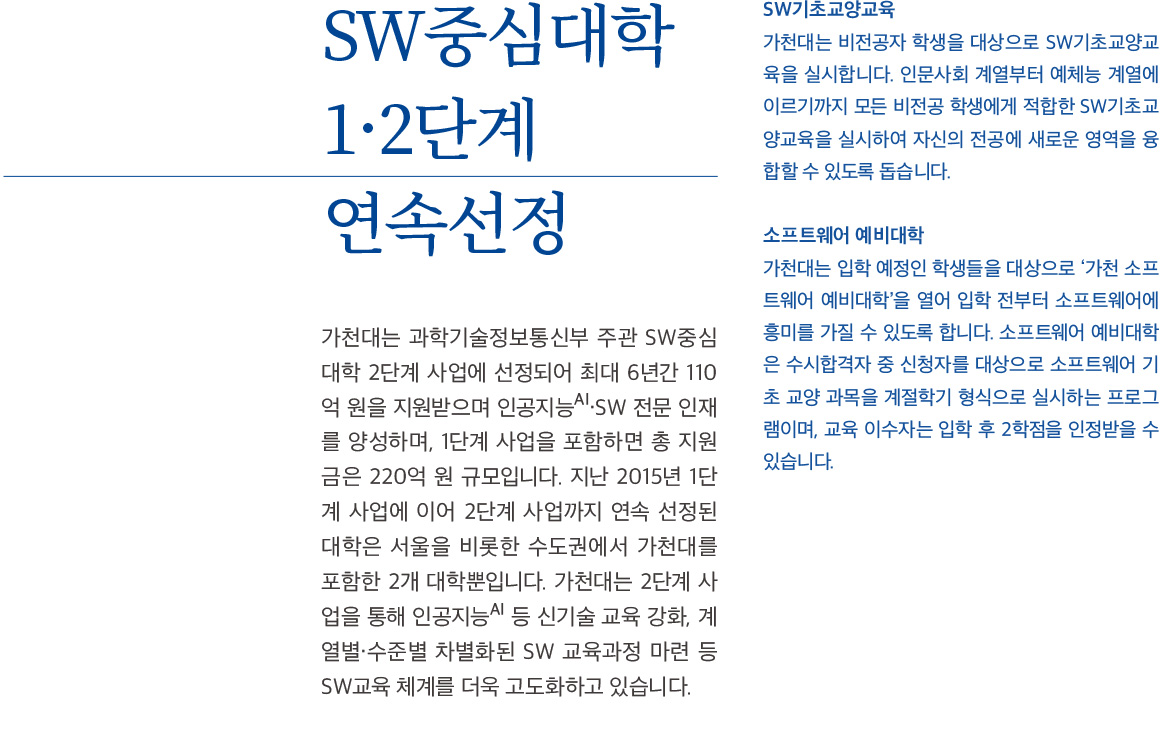 SW중심대학
1·2단계
연속선정
가천대는 과학기술정보통신부 주관 SW중심
대학 2단계 사업에 선정되어 최대 6년간 110
억 원을 지원받으며 인공지능AI·SW 전문 인재
를 양성하며, 1단계 사업을 포함하면 총 지원
금은 220억 원 규모입니다. 지난 2015년 1단
계 사업에 이어 2단계 사업까지 연속 선정된
대학은 서울을 비롯한 수도권에서 가천대를
포함한 2개 대학뿐입니다. 가천대는 2단계 사
업을 통해 인공지능AI 등 신기술 교육 강화, 계
열별·수준별 차별화된 SW 교육과정 마련 등
SW교육 체계를 더욱 고도화하고 있습니다.
SW기초교양교육
가천대는 비전공자 학생을 대상으로 SW기초교양교
육을 실시합니다. 인문사회 계열부터 예체능 계열에
이르기까지 모든 비전공 학생에게 적합한 SW기초교
양교육을 실시하여 자신의 전공에 새로운 영역을 융
합할 수 있도록 돕습니다.
소프트웨어 예비대학
가천대는 입학 예정인 학생들을 대상으로 ‘가천 소프
트웨어 예비대학’을 열어 입학 전부터 소프트웨어에
흥미를 가질 수 있도록 합니다. 소프트웨어 예비대학
은 수시합격자 중 신청자를 대상으로 소프트웨어 기
초 교양 과목을 계절학기 형식으로 실시하는 프로그
램이며, 교육 이수자는 입학 후 2학점을 인정받을 수
있습니다.